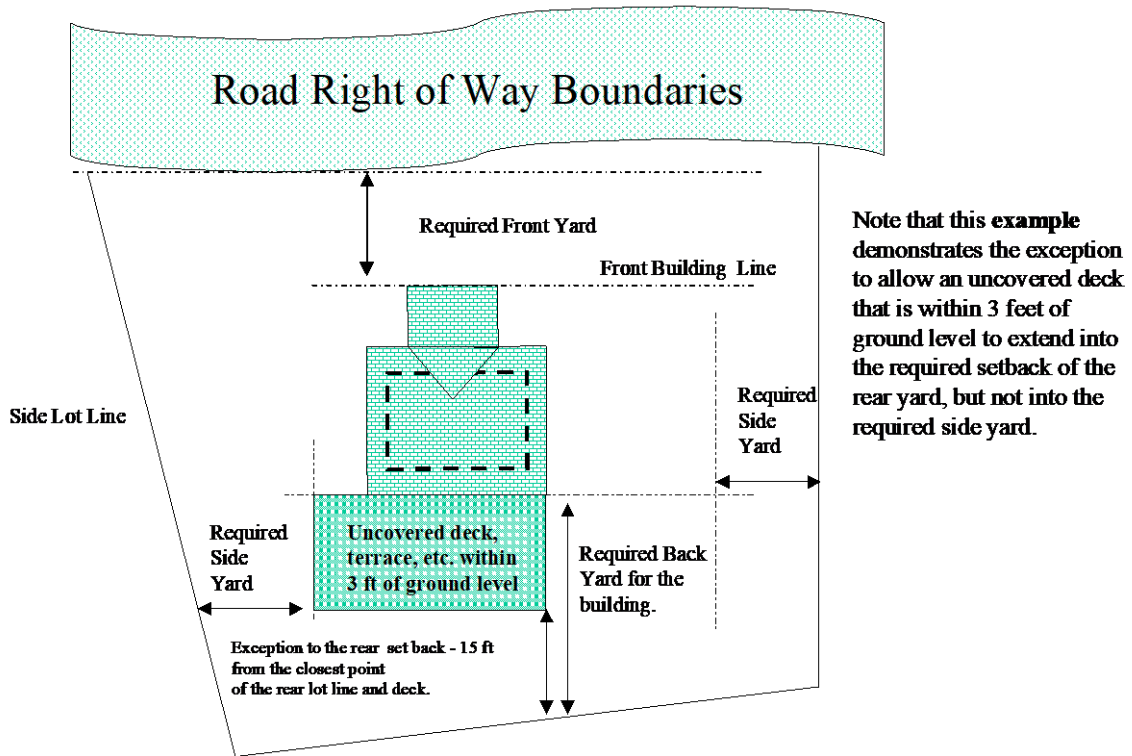 Road Right of Way Boundaries
Required Front Yard
Front Building Line
Note that this example
demonstrates the exception
to allow an uncovered deck
that is within 3 feet of
ground level to extend into
the required setback of the
rear yard, but not into the
required side yard.
Side Lot Line
Required
Side
Yard
Required
Side
Yard
Uncovered deck,
terrace, etc. within
3 ft of ground level
Required Back
Yard for the
building.
Exception to the rear set back - 15 ft
from the closest point
of the rear lot line and deck.